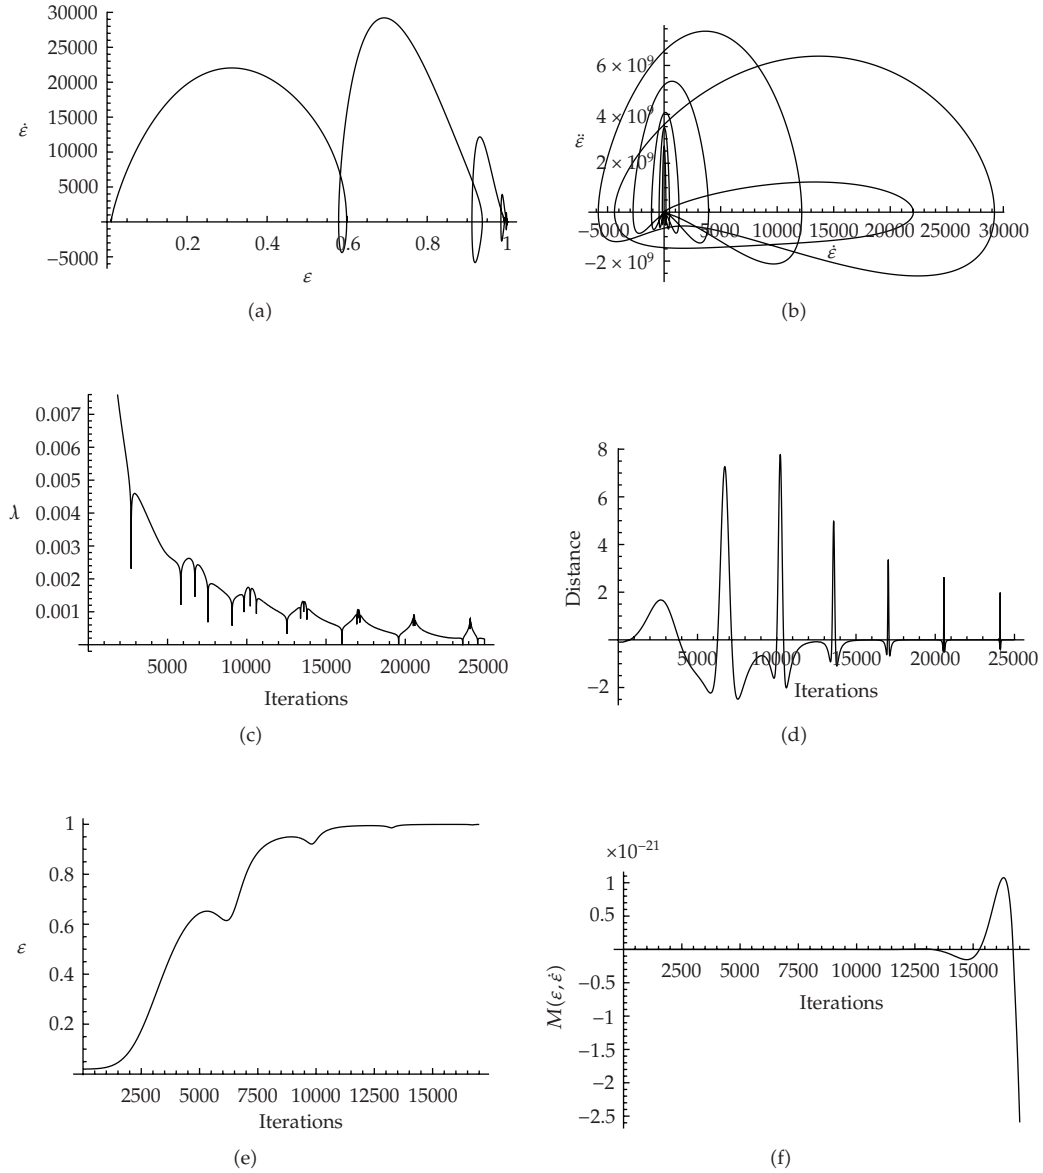 30000
25000
20000
15000
10000
5000
−5000
ε̇
0.2 0.4 0.6 0.8 1
ε
(a)
6 × 10⁹
4 × 10⁹
2 × 10⁹
−2 × 10⁹
ε̈
−5000 5000 10000 15000 20000 25000 30000
ε̇
(b)
0.007
0.006
0.005
0.004
0.003
0.002
0.001
λ
5000 10000 15000 20000 25000
Iterations
(c)
8
6
4
2
−2
Distance
5000 10000 15000 20000 25000
Iterations
(d)
1
0.8
0.6
0.4
0.2
ε
2500 5000 7500 10000 12500 15000
Iterations
(e)
×10⁻²¹
1
0.5
−0.5
−1
−1.5
−2
−2.5
M(ε, ε̇)
2500 5000 7500 10000 12500 15000
Iterations
(f)